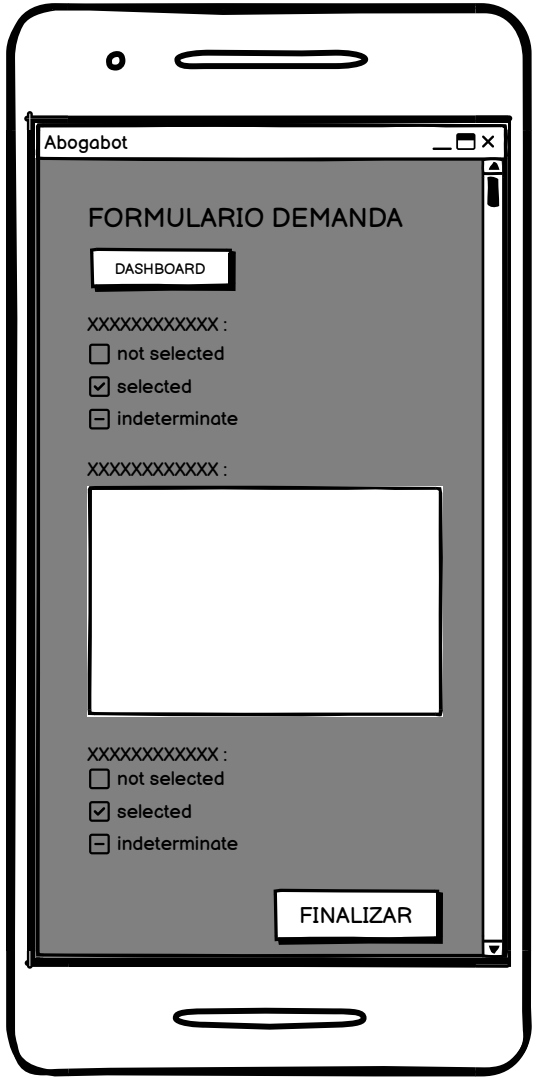 Abogabot
FORMULARIO DEMANDA
DASHBOARD
XXXXXXXXXXXX :
not selected
selected
indeterminate
XXXXXXXXXXXX :
XXXXXXXXXXXX :
not selected
selected
indeterminate
FINALIZAR